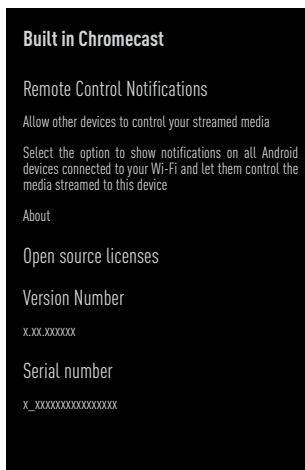 Built in Chromecast
Remote Control Notifications
Allow other devices to control your streamed media
Select the option to show notifications on all Android
devices connected to your Wi-Fi and let them control the
media streamed to this device
About
Open source licenses
Version Number
x.xx.xxxxxx
Serial number
x_xxxxxxxxxxxxxxxx